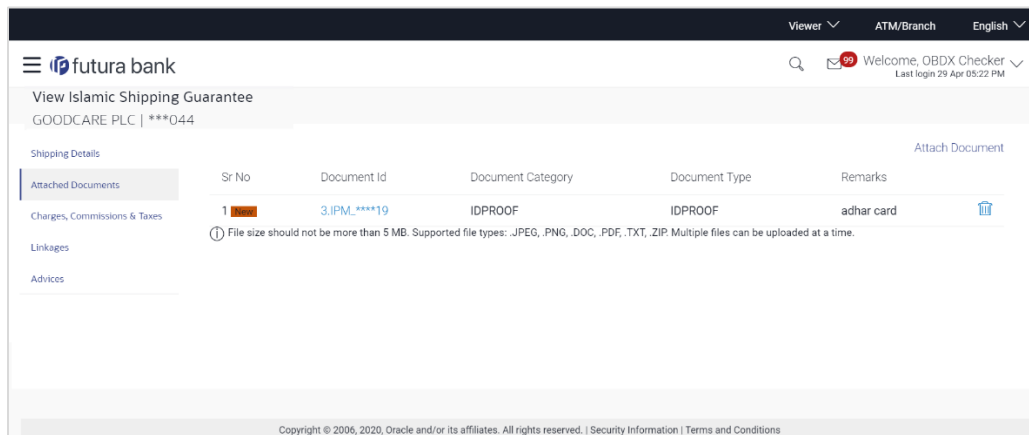 Viewer ATM/Branch English
futura bank 99 Welcome, OBDX Checker
Last login 29 Apr 05:22 PM
View Islamic Shipping Guarantee
GOODCARE PLC | ***044
Attach Document
Shipping Details
Attached Documents
Charges, Commissions & Taxes
Linkages
Advices
Sr No Document Id Document Category Document Type Remarks
1 New 3.IPM_****19 IDPROOF IDPROOF adhar card
File size should not be more than 5 MB. Supported file types: .JPEG, .PNG, .DOC, .PDF, .TXT, .ZIP. Multiple files can be uploaded at a time.
Copyright © 2006, 2020, Oracle and/or its affiliates. All rights reserved. | Security Information | Terms and Conditions